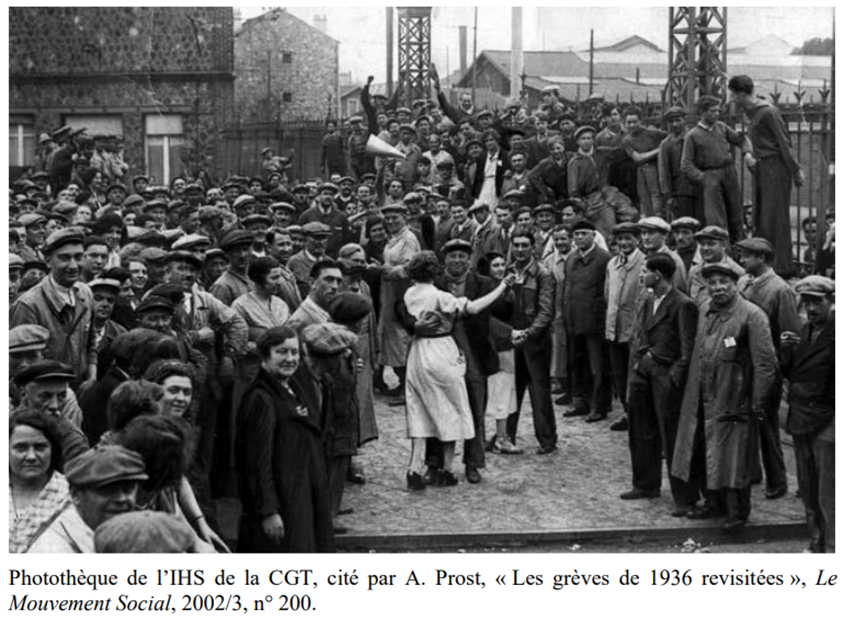 Photothèque de l’IHS de la CGT, cité par A. Prost, « Les grèves de 1936 revisitées », Le
Mouvement Social, 2002/3, n° 200.